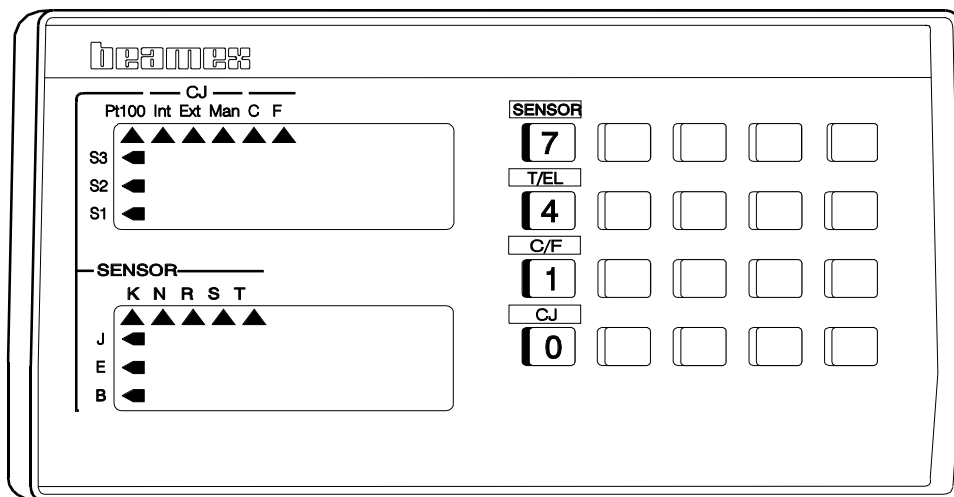 beamex
CJ
Pt100 Int Ext Man C F
S3
S2
S1
SENSOR
K N R S T
J
E
B
SENSOR
7
T/EL
4
C/F
1
CJ
0